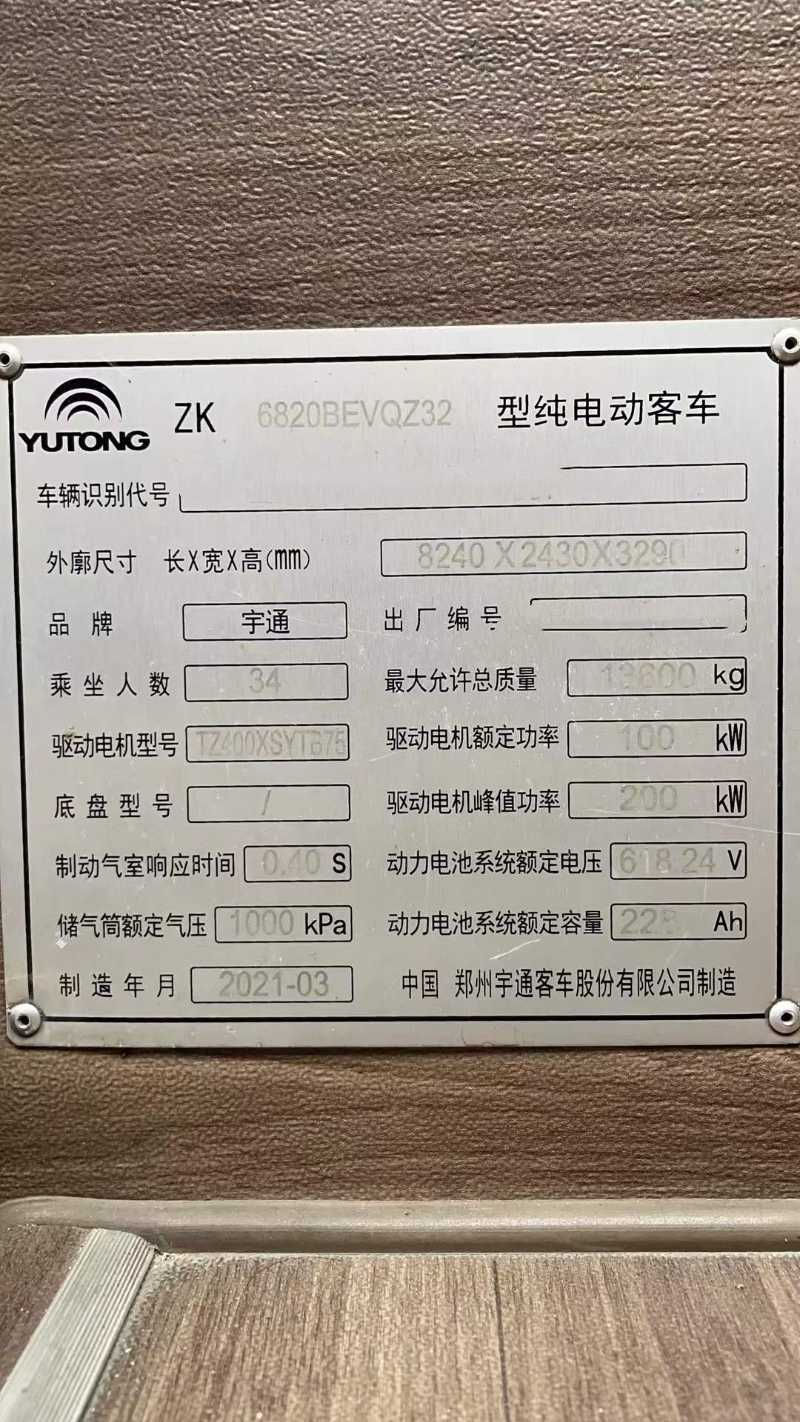 YUTONG ZK 6820BEVQZ32 型纯电动客车
车辆识别代号
外廓尺寸 长X宽X高(mm) 8240X2430X3290
品牌 宇通 出厂编号
乘坐人数 34 最大允许总质量 13600 kg
驱动电机型号 TZ400XSYTB75 驱动电机额定功率 100 kW
底盘型号 / 驱动电机峰值功率 200 kW
制动气室响应时间 0.40 S 动力电池系统额定电压 618.24 V
储气筒额定气压 1000 kPa 动力电池系统额定容量 228 Ah
制造年月 2021-03 中国 郑州宇通客车股份有限公司制造